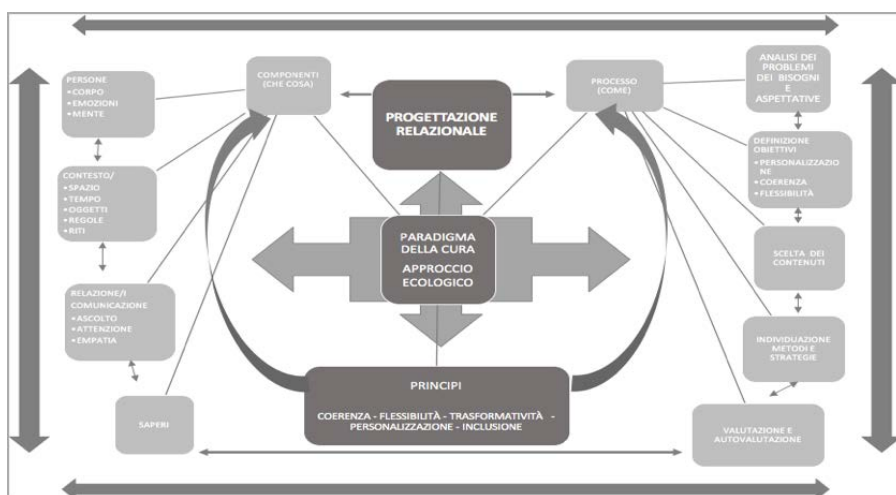 PROGETTAZIONE
RELAZIONALE
COMPONENTI
(CHE COSA)
PROCESSO
(COME)
PERSONE
• CORPO
• EMOZIONI
• MENTE
CONTESTO/
• SPAZIO
• TEMPO
• OGGETTI
• REGOLE
• RITI
RELAZIONE/I
COMUNICAZIONE
• ASCOLTO
• ATTENZIONE
• EMPATIA
SAPERI
PARADIGMA
DELLA CURA
APPROCCIO
ECOLOGICO
PRINCIPI
COERENZA - FLESSIBILITÀ - TRASFORMATIVITÀ -
PERSONALIZZAZIONE - INCLUSIONE
ANALISI DEI
PROBLEMI
DEI BISOGNI
E
ASPETTATIVE
DEFINIZIONE
OBIETTIVI
• PERSONALIZZAZIO
NE
• COERENZA
• FLESSIBILITÀ
SCELTA DEI
CONTENUTI
INDIVIDUAZIONE
METODI E
STRATEGIE
VALUTAZIONE E
AUTOVALUTAZIONE